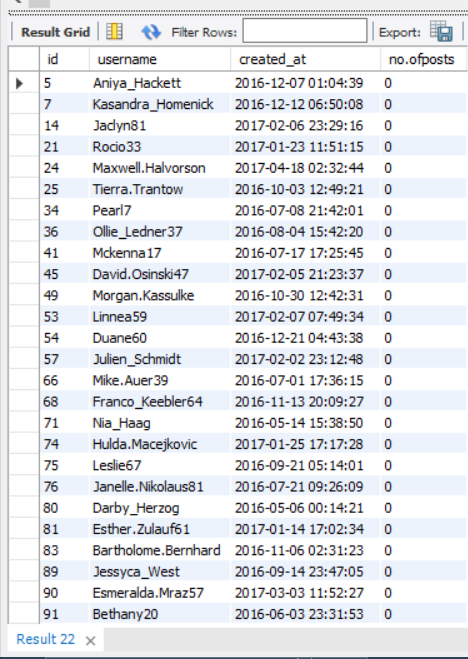 Result Grid Filter Rows: Export:
id username created_at no.ofposts
5 Aniya_Hackett 2016-12-07 01:04:39 0
7 Kasandra_Homenick 2016-12-12 06:50:08 0
14 Jaclyn81 2017-02-06 23:29:16 0
21 Rocio33 2017-01-23 11:51:15 0
24 Maxwell.Halvorson 2017-04-18 02:32:44 0
25 Tierra.Trantow 2016-10-03 12:49:21 0
34 Pearl7 2016-07-08 21:42:01 0
36 Ollie_Ledner37 2016-08-04 15:42:20 0
41 Mckenna17 2016-07-17 17:25:45 0
45 David.Osinski47 2017-02-05 21:23:37 0
49 Morgan.Kassulke 2016-10-30 12:42:31 0
53 Linnea59 2017-02-07 07:49:34 0
54 Duane60 2016-12-21 04:43:38 0
57 Julien_Schmidt 2017-02-02 23:12:48 0
66 Mike.Auer39 2016-07-01 17:36:15 0
68 Franco_Keebler64 2016-11-13 20:09:27 0
71 Nia_Haag 2016-05-14 15:38:50 0
74 Hulda.Macejkovic 2017-01-25 17:17:28 0
75 Leslie67 2016-09-21 05:14:01 0
76 Janelle.Nikolaus81 2016-07-21 09:26:09 0
80 Darby_Herzog 2016-05-06 00:14:21 0
81 Esther.Zulauf61 2017-01-14 17:02:34 0
83 Bartholome.Bernhard 2016-11-06 02:31:23 0
89 Jessyca_West 2016-09-14 23:47:05 0
90 Esmeralda.Mraz57 2017-03-03 11:52:27 0
91 Bethany20 2016-06-03 23:31:53 0
Result 22